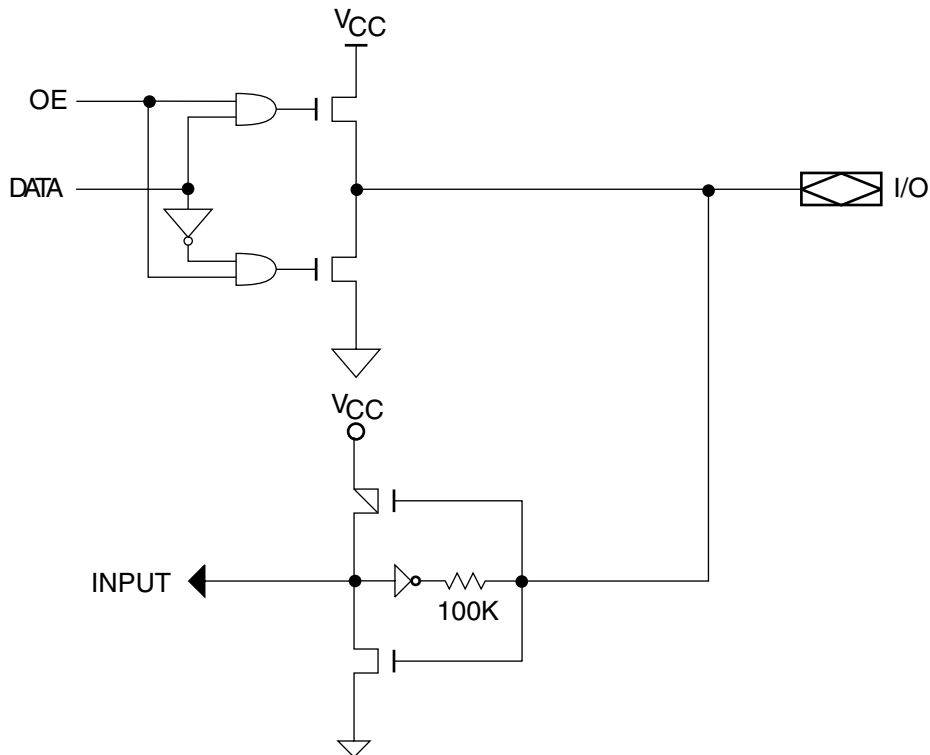 VCC
OE
DATA
I/O
VCC
INPUT
100K